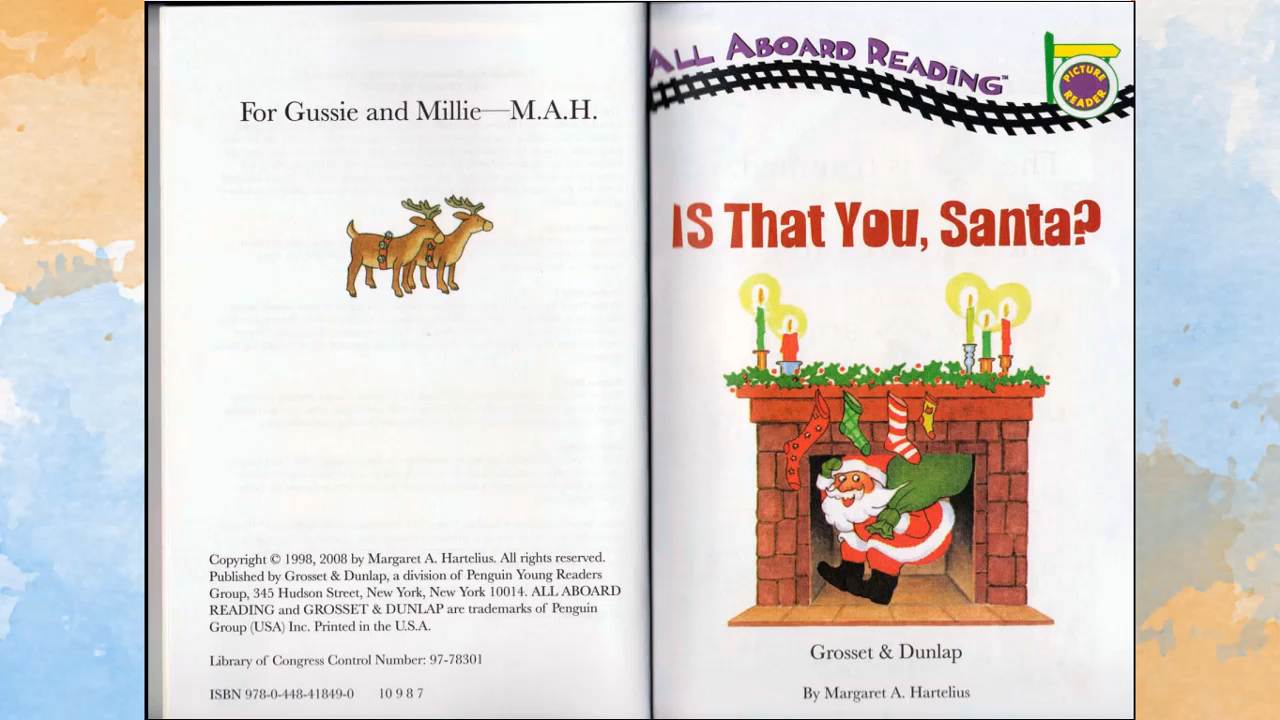 For Gussie and Millie—M.A.H.
Copyright © 1998, 2008 by Margaret A. Hartelius. All rights reserved.
Published by Grosset & Dunlap, a division of Penguin Young Readers
Group, 345 Hudson Street, New York, New York 10014. ALL ABOARD
READING and GROSSET & DUNLAP are trademarks of Penguin
Group (USA) Inc. Printed in the U.S.A.
Library of Congress Control Number: 97-78301
ISBN 978-0-448-41849-0 10 9 8 7
ALL ABOARD READING™
PICTURE
READER
IS That You, Santa?
Grosset & Dunlap
By Margaret A. Hartelius